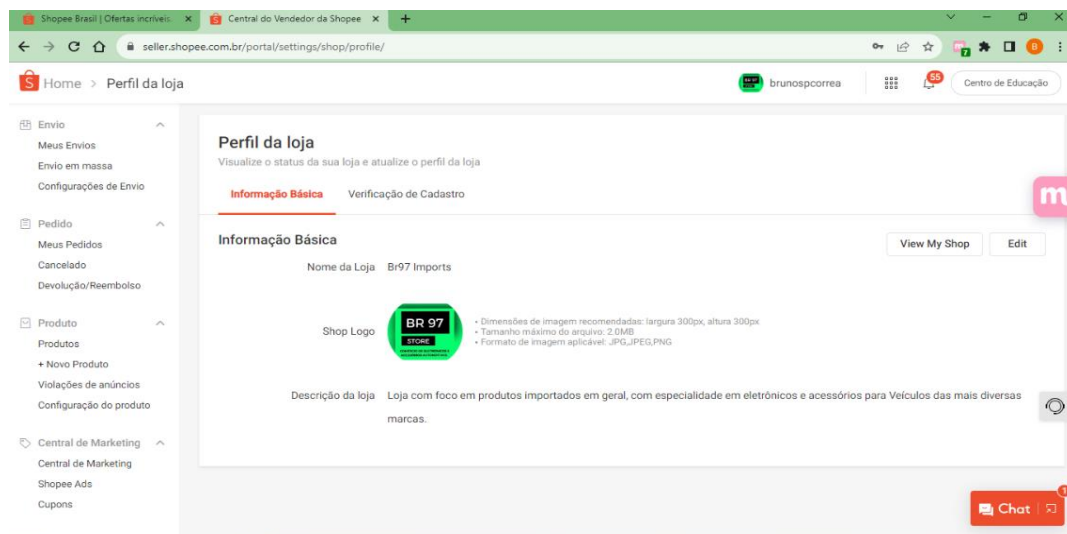 Shopee Brasil | Ofertas incríveis.
Central do Vendedor da Shopee
seller.shopee.com.br/portal/settings/shop/profile/
7
B
Home > Perfil da loja
brunospcorrea
55
Centro de Educação
Envio
Meus Envios
Envio em massa
Configurações de Envio
Pedido
Meus Pedidos
Cancelado
Devolução/Reembolso
Produto
Produtos
+ Novo Produto
Violações de anúncios
Configuração do produto
Central de Marketing
Central de Marketing
Shopee Ads
Cupons
Perfil da loja
Visualize o status da sua loja e atualize o perfil da loja
Informação Básica
Verificação de Cadastro
Informação Básica
View My Shop
Edit
Nome da Loja Br97 Imports
Shop Logo
BR 97
STORE
• Dimensões de imagem recomendadas: largura 300px, altura 300px
• Tamanho máximo do arquivo: 2.0MB
• Formato de imagem aplicável: JPG,JPEG,PNG
Descrição da loja Loja com foco em produtos importados em geral, com especialidade em eletrônicos e acessórios para Veículos das mais diversas
marcas.
m
Chat
1